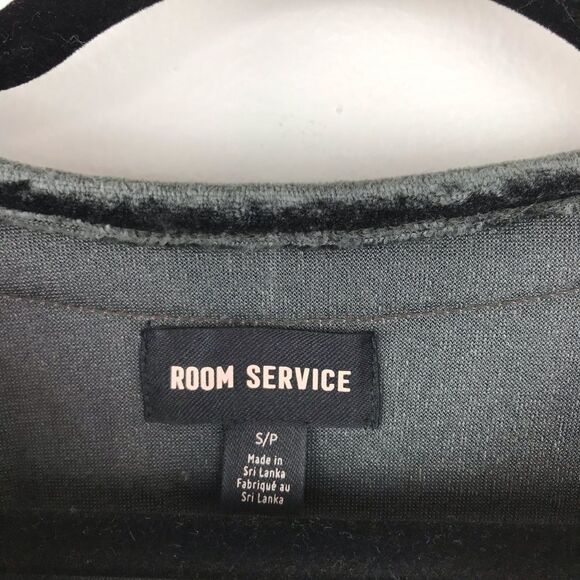 ROOM SERVICE
S/P
Made in
Sri Lanka
Fabriqué au
Sri Lanka